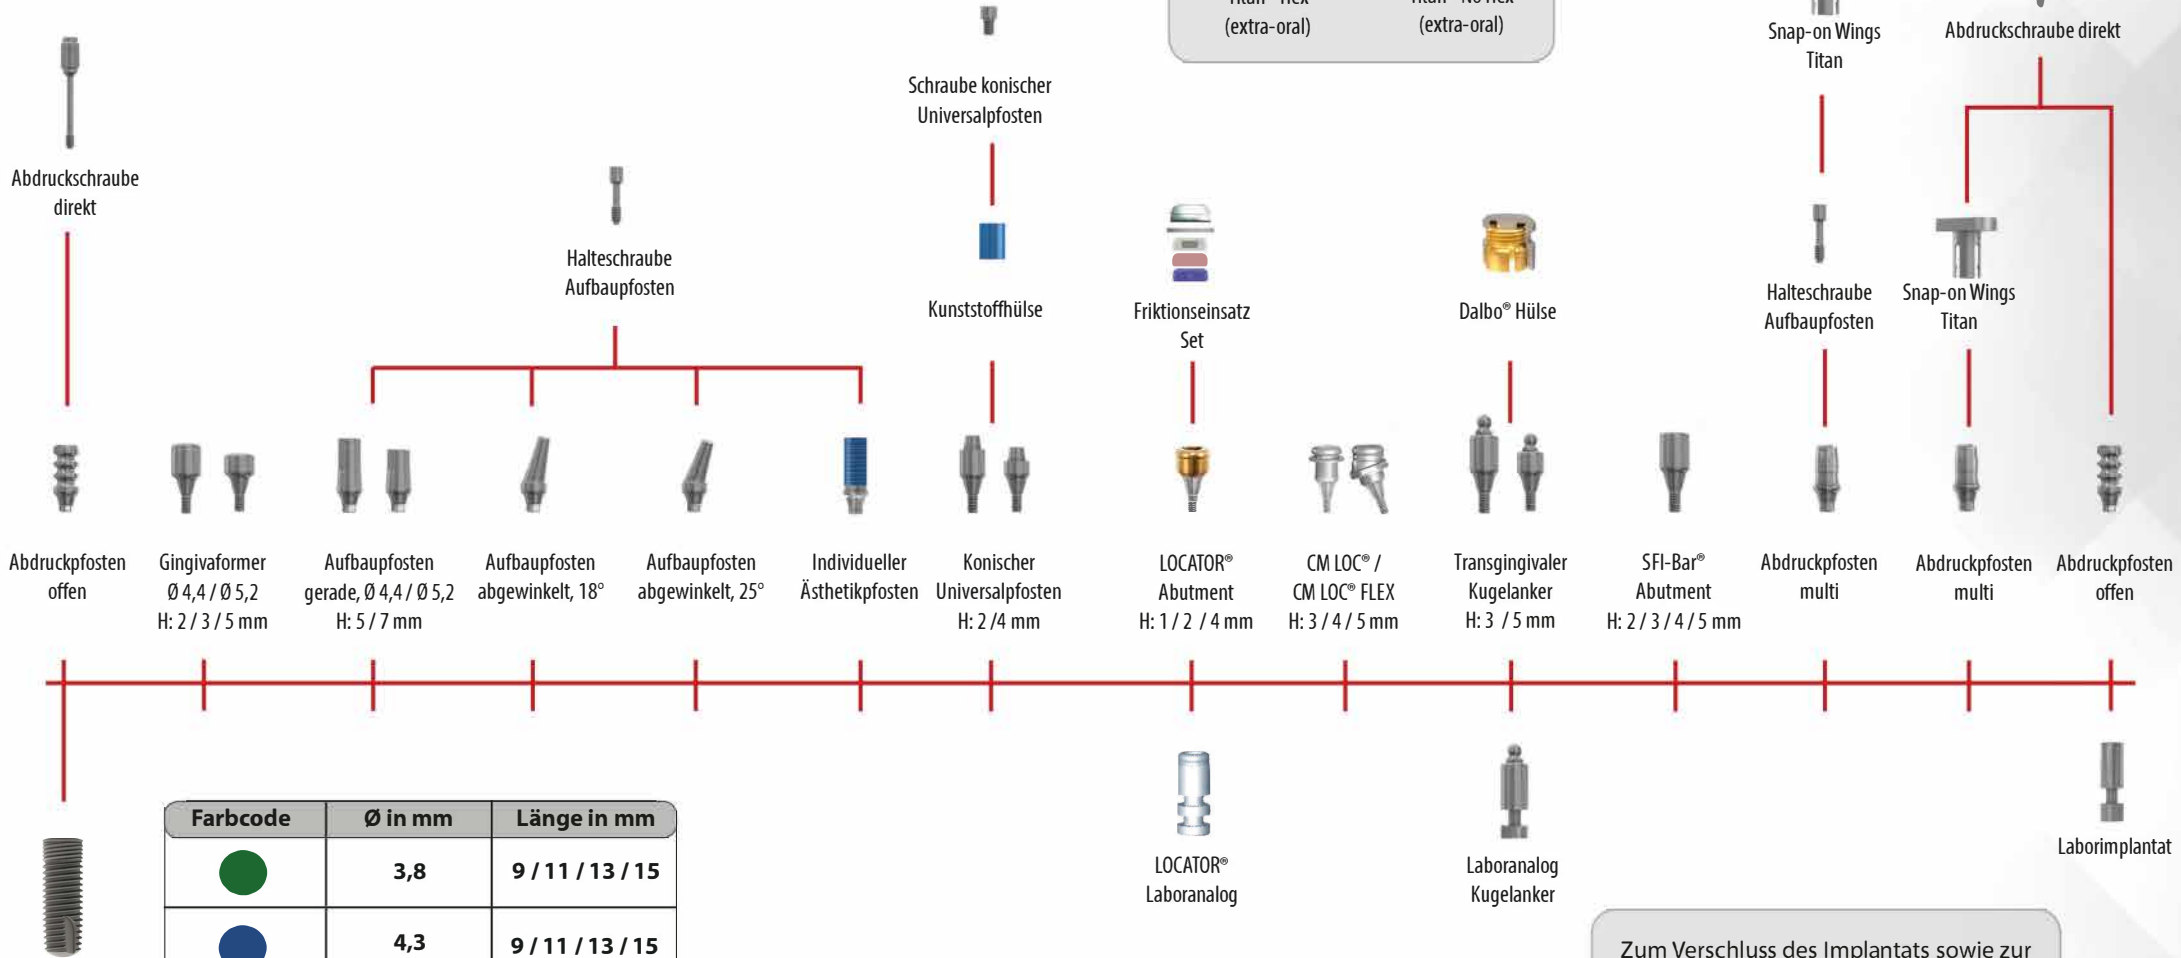 (extra-oral)
(extra-oral)
Snap-on Wings
Titan
Abdruckschraube direkt
Schraube konischer
Universalpfosten
Abdruckschraube
direkt
Halteschraube
Aufbaupfosten
Kunststoffhülse
Friktionseinsatz
Set
Dalbo® Hülse
Halteschraube
Aufbaupfosten
Snap-on Wings
Titan
Abdruckpfosten
offen
Gingivaformer
Ø 4,4 / Ø 5,2
H: 2 / 3 / 5 mm
Aufbaupfosten
gerade, Ø 4,4 / Ø 5,2
H: 5 / 7 mm
Aufbaupfosten
abgewinkelt, 18°
Aufbaupfosten
abgewinkelt, 25°
Individueller
Ästhetikpfosten
Konischer
Universalpfosten
H: 2 /4 mm
LOCATOR®
Abutment
H: 1 / 2 / 4 mm
CM LOC® /
CM LOC® FLEX
H: 3 / 4 / 5 mm
Transgingivaler
Kugelanker
H: 3 / 5 mm
SFI-Bar®
Abutment
H: 2 / 3 / 4 / 5 mm
Abdruckpfosten
multi
Abdruckpfosten
multi
Abdruckpfosten
offen
LOCATOR®
Laboranalog
Laboranalog
Kugelanker
Laborimplantat
Farbcode Ø in mm Länge in mm
3,8 9 / 11 / 13 / 15
4,3 9 / 11 / 13 / 15
Zum Verschluss des Implantats sowie zur